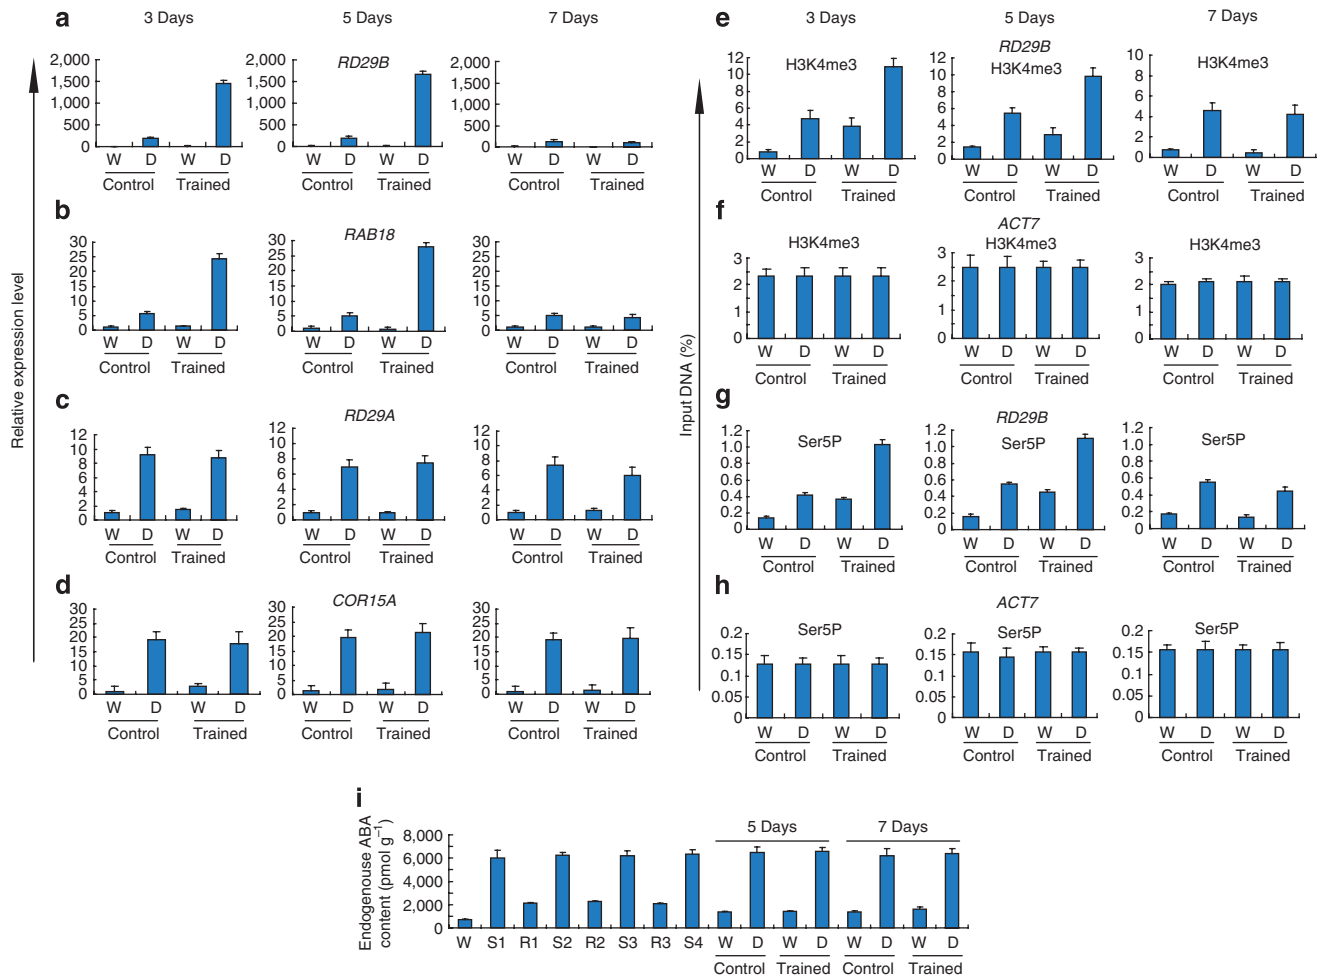 a 3 Days 5 Days 7 Days
Relative expression level
RD29B
2,000 2,000 2,000
1,500 1,500 1,500
1,000 1,000 1,000
500 500 500
0 0 0
W D W D W D W D W D W D
Control Trained Control Trained Control Trained
b
RAB18
30 30 30
25 25 25
20 20 20
15 15 15
10 10 10
5 5 5
0 0 0
W D W D W D W D W D W D
Control Trained Control Trained Control Trained
c
RD29A
12 12 12
10 10 10
8 8 8
6 6 6
4 4 4
2 2 2
0 0 0
W D W D W D W D W D W D
Control Trained Control Trained Control Trained
d
COR15A
30 30 30
25 25 25
20 20 20
15 15 15
10 10 10
5 5 5
0 0 0
W D W D W D W D W D W D
Control Trained Control Trained Control Trained
e 3 Days 5 Days 7 Days
Input DNA (%)
RD29B
H3K4me3 H3K4me3 H3K4me3
12 12 10
10 10 8
8 8 6
6 6 4
4 4 2
2 2 0
0 0
W D W D W D W D W D W D
Control Trained Control Trained Control Trained
f
ACT7
H3K4me3 H3K4me3 H3K4me3
3 3 3
2 2 2
1 1 1
0 0 0
W D W D W D W D W D W D
Control Trained Control Trained Control Trained
g
RD29B
Ser5P Ser5P Ser5P
1.2 1.2 1.2
1.0 1.0 1.0
0.8 0.8 0.8
0.6 0.6 0.6
0.4 0.4 0.4
0.2 0.2 0.2
0 0 0
W D W D W D W D W D W D
Control Trained Control Trained Control Trained
h
ACT7
Ser5P Ser5P Ser5P
0.2 0.2 0.2
0.15 0.15 0.15
0.1 0.1 0.1
0.05 0.05 0.05
0 0 0
W D W D W D W D W D W D
Control Trained Control Trained Control Trained
i
5 Days 7 Days
Endogenouse ABA
content (pmol g⁻¹)
8,000
6,000
4,000
2,000
0
W S1 R1 S2 R2 S3 R3 S4 W D W D W D W D
Control Trained Control Trained